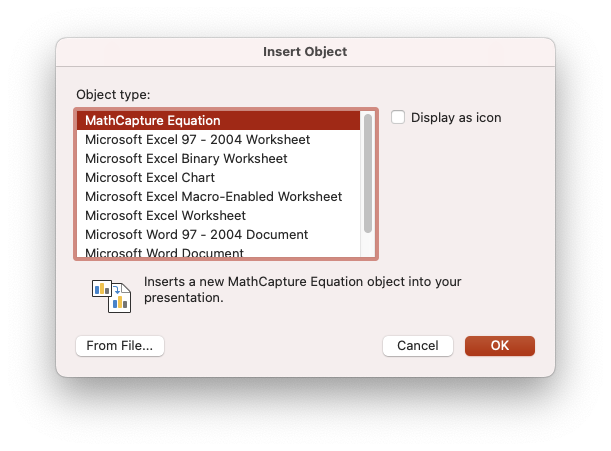 Insert Object
Object type:
MathCapture Equation
Display as icon
Microsoft Excel 97 - 2004 Worksheet
Microsoft Excel Binary Worksheet
Microsoft Excel Chart
Microsoft Excel Macro-Enabled Worksheet
Microsoft Excel Worksheet
Microsoft Word 97 - 2004 Document
Microsoft Word Document
Inserts a new MathCapture Equation object into your
presentation.
From File...
Cancel
OK